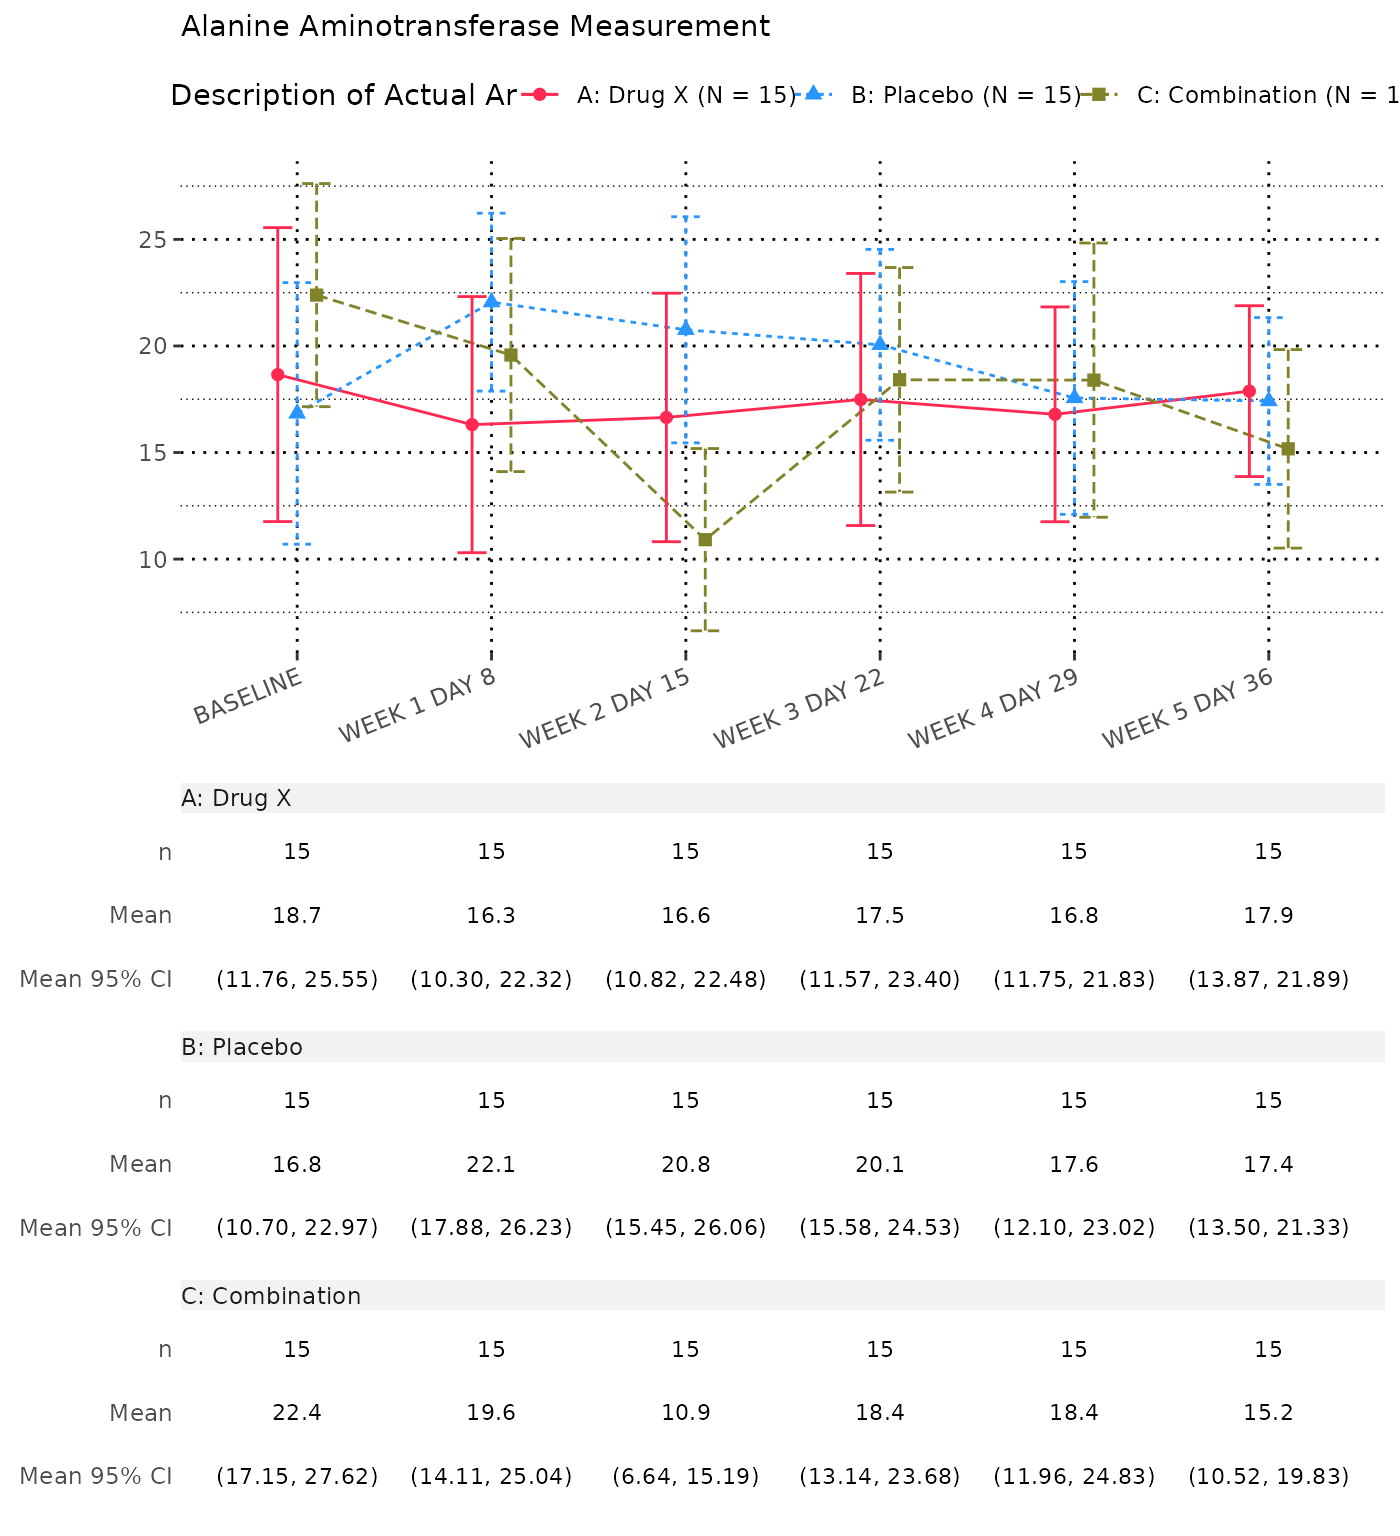 Alanine Aminotransferase Measurement
Description of Actual Ar A: Drug X (N = 15) B: Placebo (N = 15) C: Combination (N = 1
25
20
15
10
BASELINE WEEK 1 DAY 8 WEEK 2 DAY 15 WEEK 3 DAY 22 WEEK 4 DAY 29 WEEK 5 DAY 36
A: Drug X
n 15 15 15 15 15 15
Mean 18.7 16.3 16.6 17.5 16.8 17.9
Mean 95% CI (11.76, 25.55) (10.30, 22.32) (10.82, 22.48) (11.57, 23.40) (11.75, 21.83) (13.87, 21.89)
B: Placebo
n 15 15 15 15 15 15
Mean 16.8 22.1 20.8 20.1 17.6 17.4
Mean 95% CI (10.70, 22.97) (17.88, 26.23) (15.45, 26.06) (15.58, 24.53) (12.10, 23.02) (13.50, 21.33)
C: Combination
n 15 15 15 15 15 15
Mean 22.4 19.6 10.9 18.4 18.4 15.2
Mean 95% CI (17.15, 27.62) (14.11, 25.04) (6.64, 15.19) (13.14, 23.68) (11.96, 24.83) (10.52, 19.83)